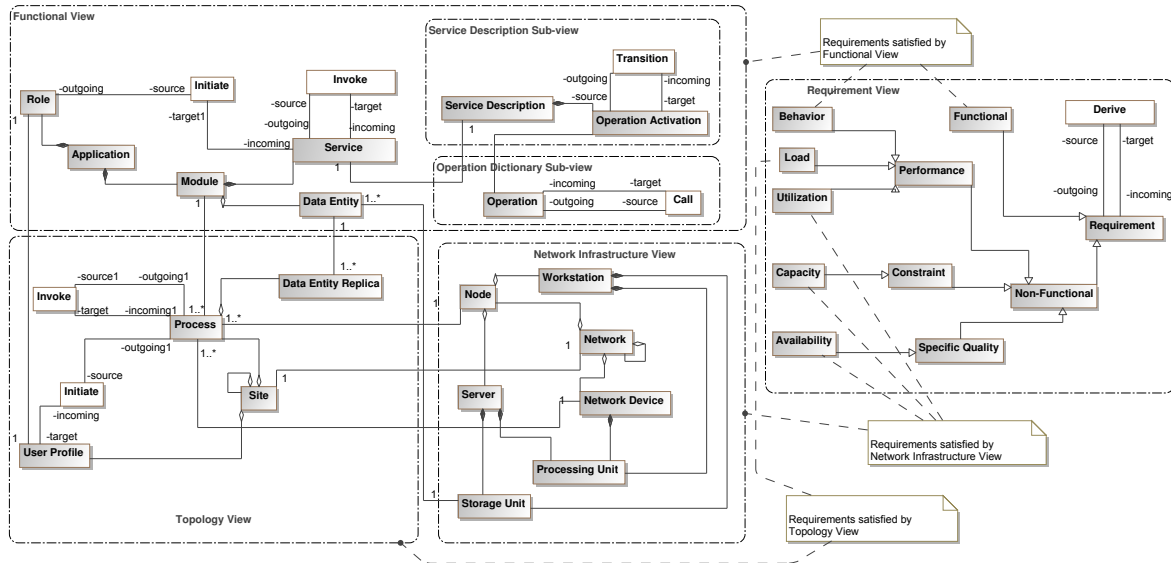 Functional View
Service Description Sub-view
Transition
-outgoing
-incoming
-source
-target
Service Description
Operation Activation
1
Invoke
-source
-target
-outgoing
-incoming
Initiate
-outgoing
-source
-target1
-incoming
Role
1
Application
Service
1
Module
1
Data Entity
1..*
1
Operation Dictionary Sub-view
-incoming
-target
Operation
-outgoing
-source
Call
Requirements satisfied by
Functional View
Requirement View
Behavior
Functional
Derive
-source
-target
Load
Performance
Utilization
-outgoing
-incoming
Requirement
Capacity
Constraint
Non-Functional
Availability
Specific Quality
-source1
-outgoing1
1..*
Data Entity Replica
Invoke
-target
-incoming1
1..*
Process
1..*
1..*
-outgoing1
-source
Initiate
-incoming
-target
1
Site
1
User Profile
Topology View
Network Infrastructure View
Workstation
1
Node
Network
1
Server
1
Network Device
Processing Unit
1
Storage Unit
Requirements satisfied by
Network Infrastructure View
Requirements satisfied by
Topology View